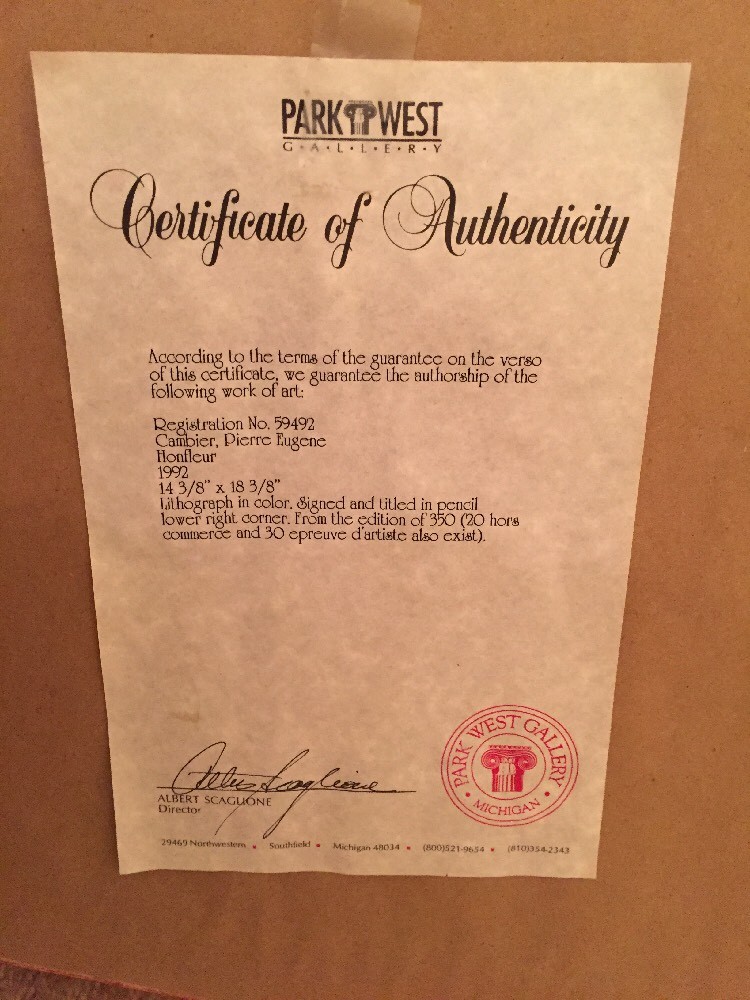 PARK WEST
G·A·L·L·E·R·Y
Certificate of Authenticity
According to the terms of the guarantee on the verso
of this certificate, we guarantee the authorship of the
following work of art:
Registration No. 59492
Cambier, Pierre Eugene
Honfleur
1992
14 3/8" x 18 3/8"
Lithograph in color. Signed and titled in pencil
lower right corner. From the edition of 350 (20 hors
commerce and 30 epreuve d'artiste also exist).
Albert Scaglione
ALBERT SCAGLIONE
Director
PARK WEST GALLERY
• MICHIGAN •
29469 Northwestern • Southfield • Michigan 48034 • (800)521-9654 • (810)354-2343